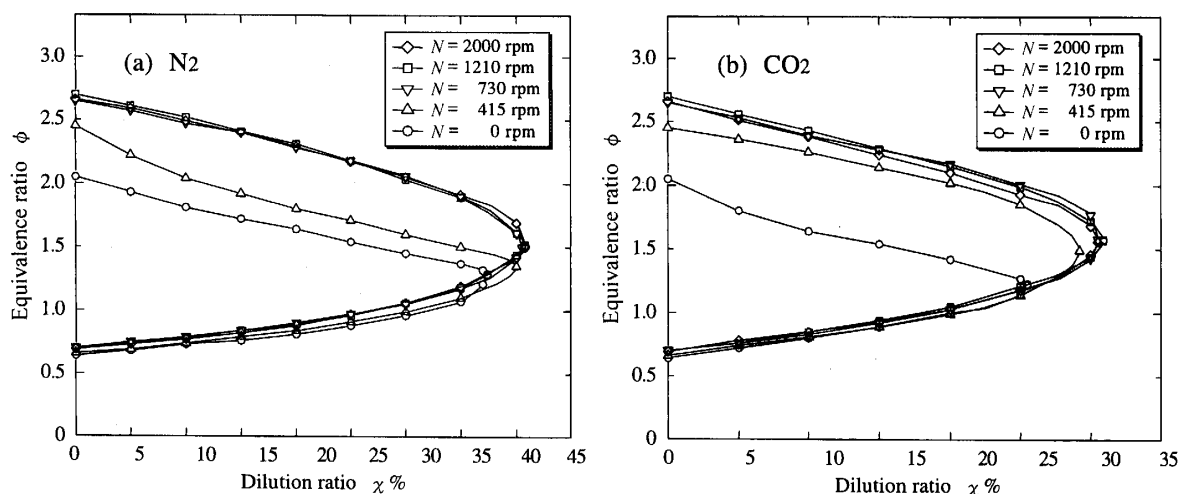 (a) N2
N = 2000 rpm
N = 1210 rpm
N = 730 rpm
N = 415 rpm
N = 0 rpm
Equivalence ratio ϕ
3.0
2.5
2.0
1.5
1.0
0.5
0
0 5 10 15 20 25 30 35 40 45
Dilution ratio χ %
(b) CO2
N = 2000 rpm
N = 1210 rpm
N = 730 rpm
N = 415 rpm
N = 0 rpm
Equivalence ratio ϕ
3.0
2.5
2.0
1.5
1.0
0.5
0
0 5 10 15 20 25 30 35
Dilution ratio χ %